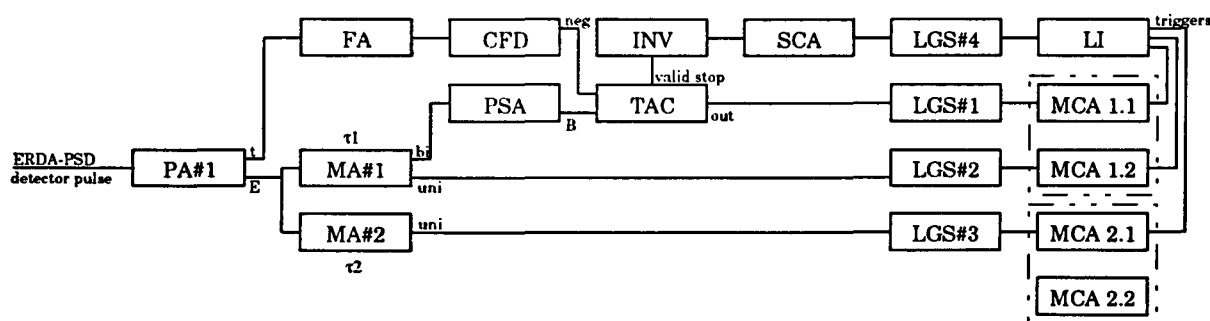 triggers
neg
FA
CFD
INV
SCA
LGS#4
LI
valid stop
PSA
TAC
LGS#1
MCA 1.1
B
out
τ1
bi
ERDA-PSD
detector pulse
t
PA#1
E
MA#1
uni
LGS#2
MCA 1.2
MA#2
uni
LGS#3
MCA 2.1
τ2
MCA 2.2